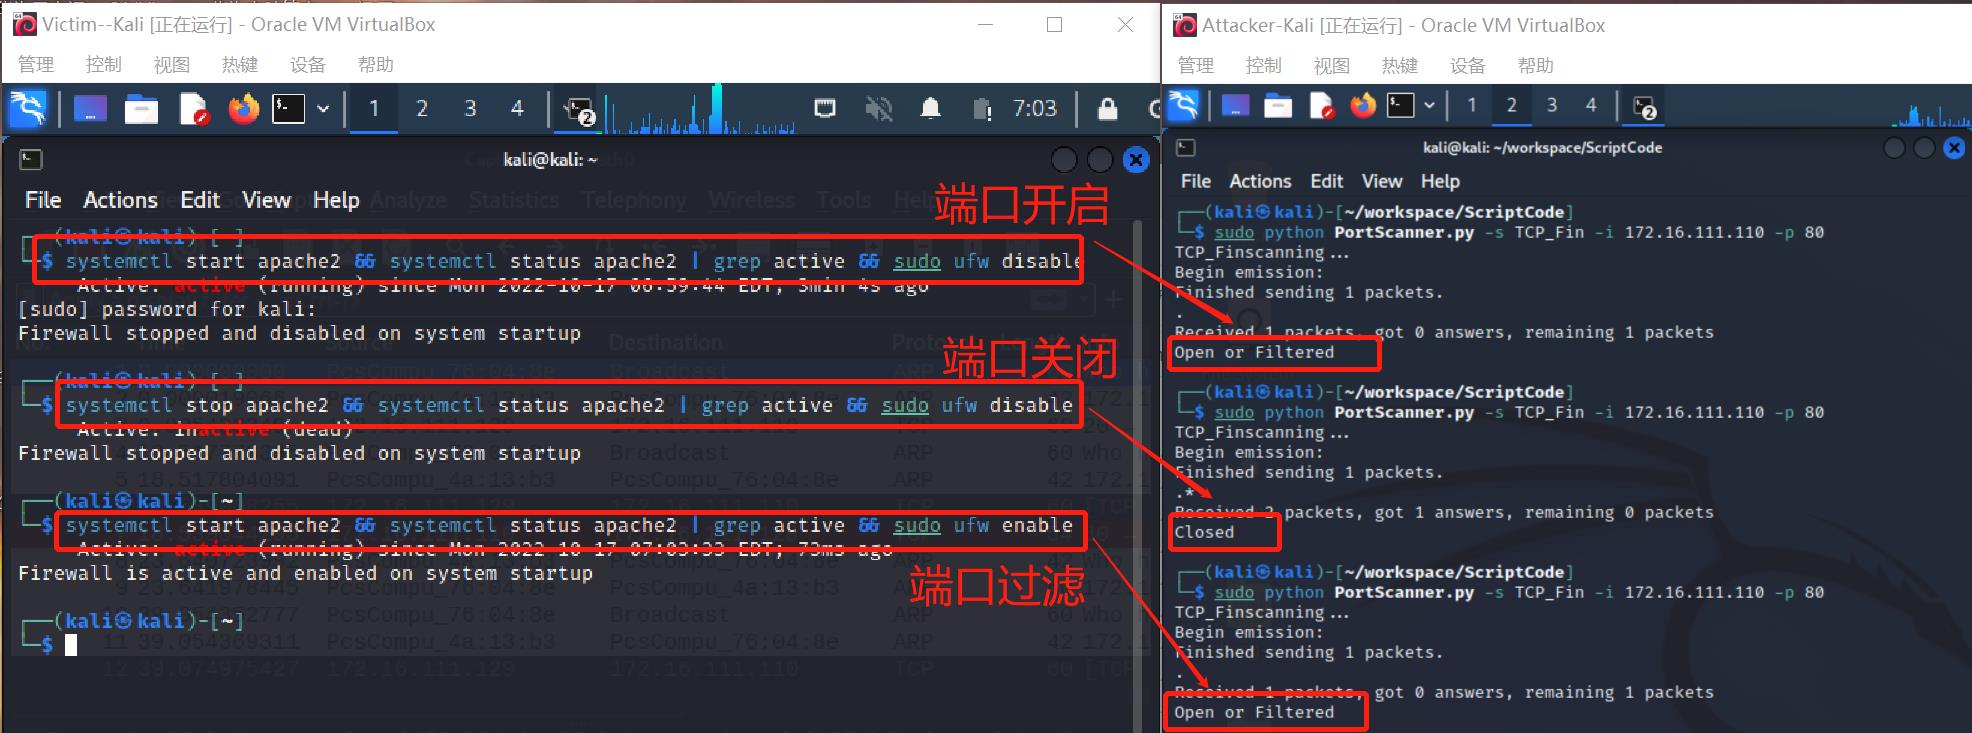 Victim--Kali [正在运行] - Oracle VM VirtualBox
管理 控制 视图 热键 设备 帮助
1 2 3 4 2 7:03
kali@kali: ~
File Actions Edit View Help
端口开启
(kali㉿kali)-[~]
$ systemctl start apache2 && systemctl status apache2 | grep active && sudo ufw disable
Active: active (running) since Mon 2022-10-17 06:59:44 EDT; 3min 4s ago
[sudo] password for kali:
Firewall stopped and disabled on system startup
端口关闭
(kali㉿kali)-[~]
$ systemctl stop apache2 && systemctl status apache2 | grep active && sudo ufw disable
Active: inactive (dead)
Firewall stopped and disabled on system startup
(kali㉿kali)-[~]
$ systemctl start apache2 && systemctl status apache2 | grep active && sudo ufw enable
Active: active (running) since Mon 2022-10-17 07:03:33 EDT; 73ms ago
Firewall is active and enabled on system startup
端口过滤
(kali㉿kali)-[~]
$
Attacker-Kali [正在运行] - Oracle VM VirtualBox
管理 控制 视图 热键 设备 帮助
1 2 3 4 2
kali@kali: ~/workspace/ScriptCode
File Actions Edit View Help
(kali㉿kali)-[~/workspace/ScriptCode]
$ sudo python PortScanner.py -s TCP_Fin -i 172.16.111.110 -p 80
TCP_Finscanning...
Begin emission:
Finished sending 1 packets.
.
Received 1 packets, got 0 answers, remaining 1 packets
Open or Filtered
(kali㉿kali)-[~/workspace/ScriptCode]
$ sudo python PortScanner.py -s TCP_Fin -i 172.16.111.110 -p 80
TCP_Finscanning...
Begin emission:
Finished sending 1 packets.
.*
Received 2 packets, got 1 answers, remaining 0 packets
Closed
(kali㉿kali)-[~/workspace/ScriptCode]
$ sudo python PortScanner.py -s TCP_Fin -i 172.16.111.110 -p 80
TCP_Finscanning...
Begin emission:
Finished sending 1 packets.
.
Received 1 packets, got 0 answers, remaining 1 packets
Open or Filtered